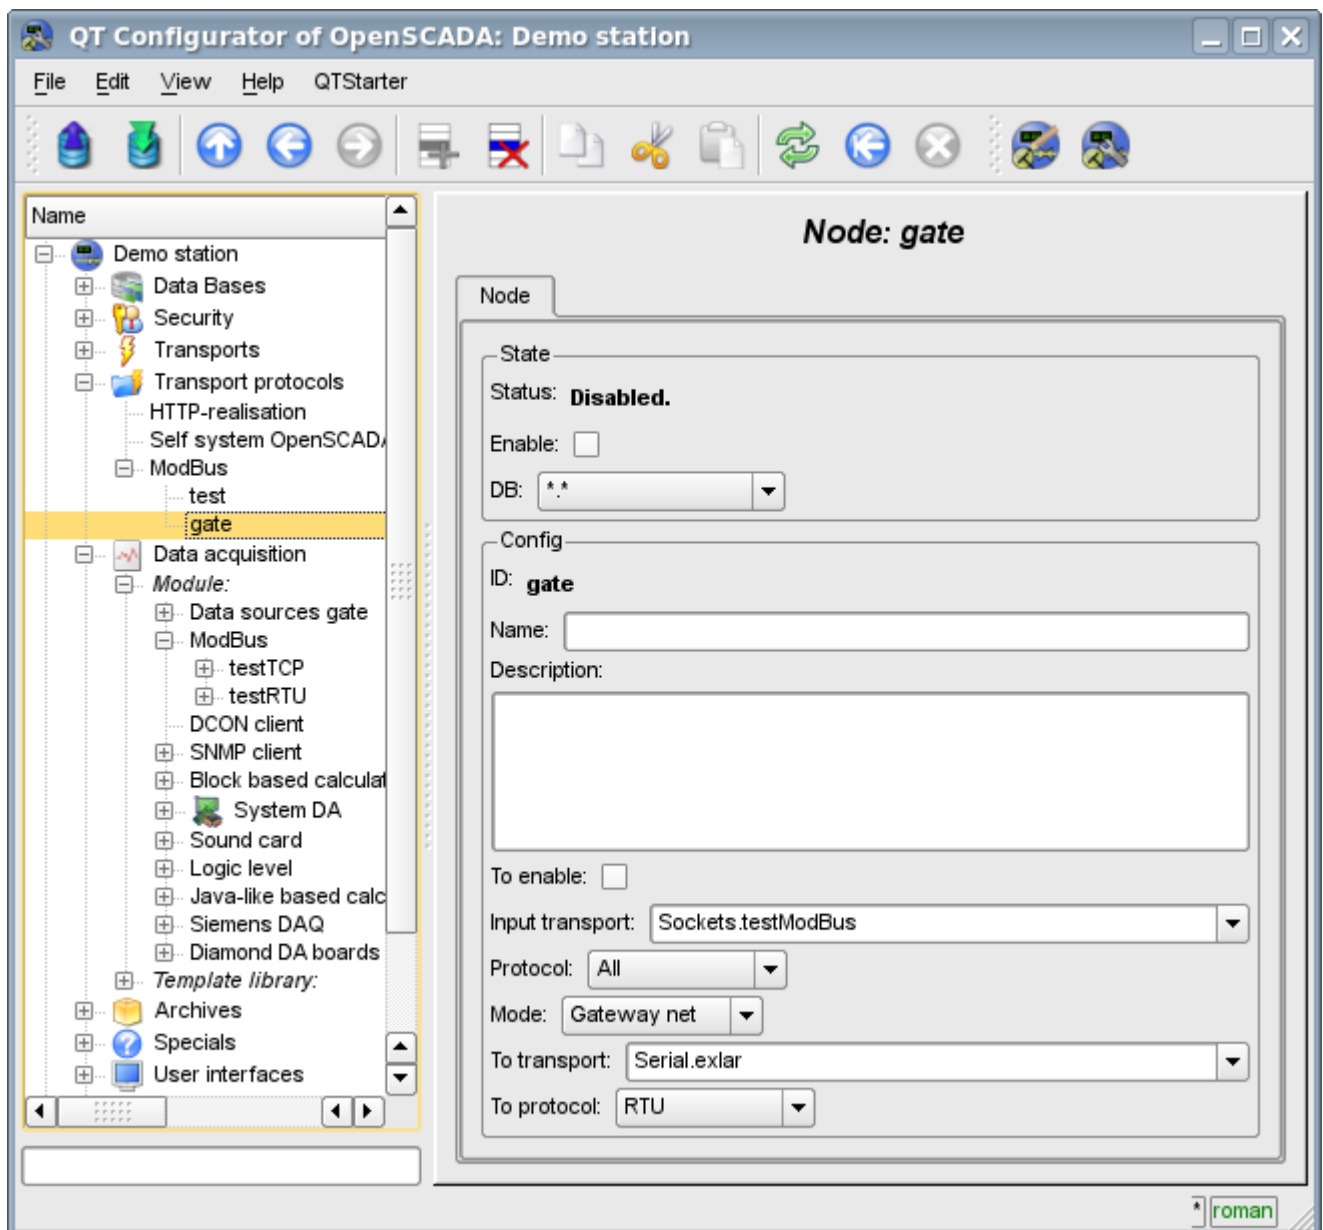 QT Configurator of OpenSCADA: Demo station
File Edit View Help QTStarter
Name
Demo station
Data Bases
Security
Transports
Transport protocols
HTTP-realisation
Self system OpenSCADA
ModBus
test
gate
Data acquisition
Module:
Data sources gate
ModBus
testTCP
testRTU
DCON client
SNMP client
Block based calculat
System DA
Sound card
Logic level
Java-like based calc
Siemens DAQ
Diamond DA boards
Template library:
Archives
Specials
User interfaces
Node: gate
Node
State
Status: Disabled.
Enable:
DB: *.*
Config
ID: gate
Name:
Description:
To enable:
Input transport: Sockets.testModBus
Protocol: All
Mode: Gateway net
To transport: Serial.exlar
To protocol: RTU
* roman